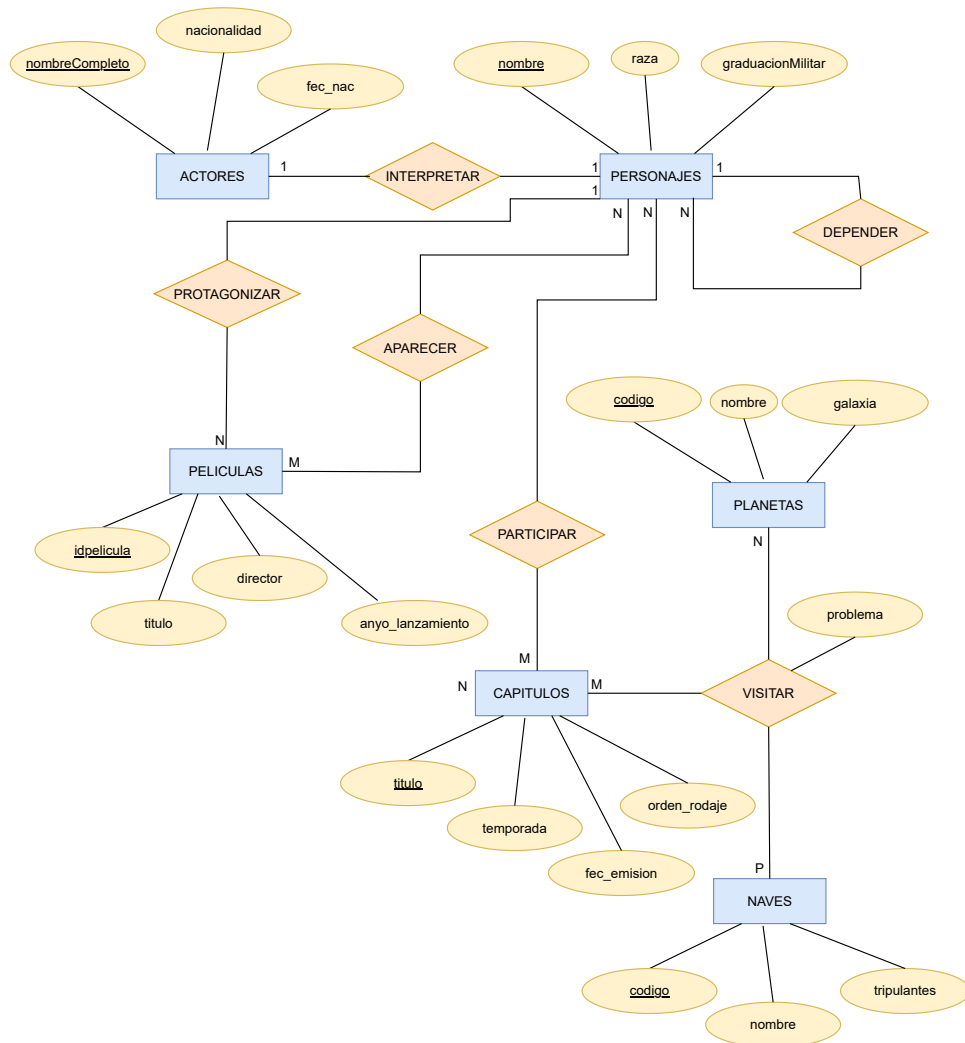 nacionalidad
nombreCompleto
fec_nac
nombre
raza
graduacionMilitar
ACTORES
1
INTERPRETAR
1
PERSONAJES
1
1
N
N
N
DEPENDER
PROTAGONIZAR
APARECER
codigo
nombre
galaxia
N
M
PELICULAS
PLANETAS
N
PARTICIPAR
idpelicula
director
titulo
anyo_lanzamiento
problema
M
N
CAPITULOS
M
VISITAR
titulo
temporada
orden_rodaje
fec_emision
P
NAVES
codigo
nombre
tripulantes